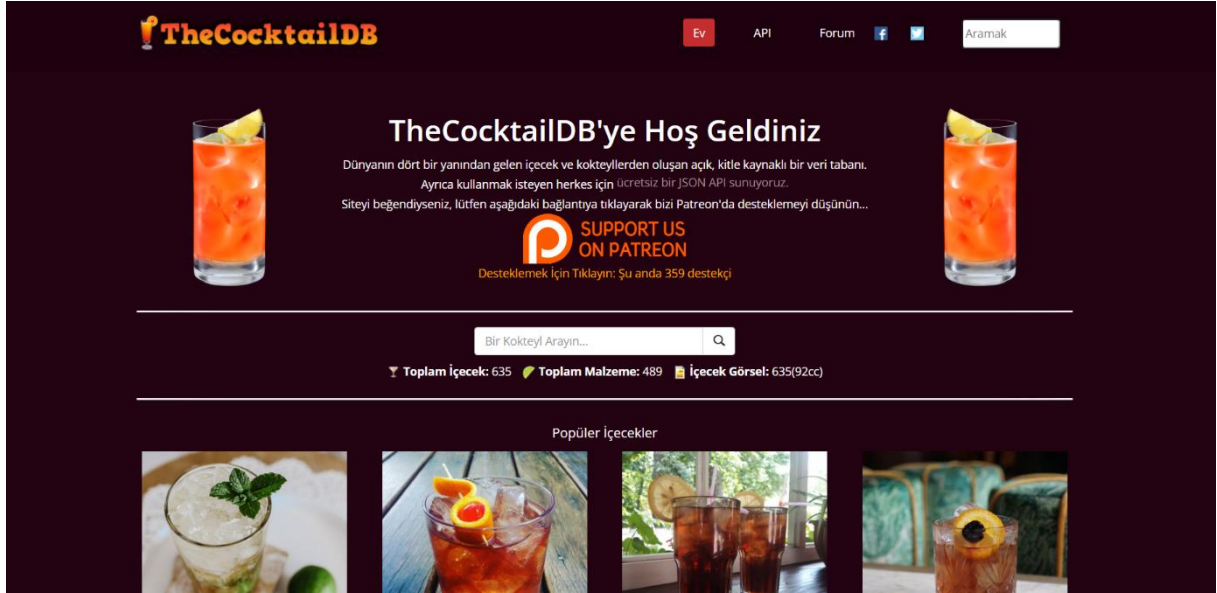 TheCocktailDB
Ev API Forum Aramak
TheCocktailDB'ye Hoş Geldiniz
Dünyanın dört bir yanından gelen içecek ve kokteyllerden oluşan açık, kitle kaynaklı bir veri tabanı.
Ayrıca kullanmak isteyen herkes için ücretsiz bir JSON API sunuyoruz.
Siteyi beğendiyseniz, lütfen aşağıdaki bağlantıya tıklayarak bizi Patreon'da desteklemeyi düşünün...
SUPPORT US
ON PATREON
Desteklemek İçin Tıklayın: Şu anda 359 destekçi
Bir Kokteyl Arayın...
Toplam İçecek: 635 Toplam Malzeme: 489 İçecek Görsel: 635(92cc)
Popüler İçecekler